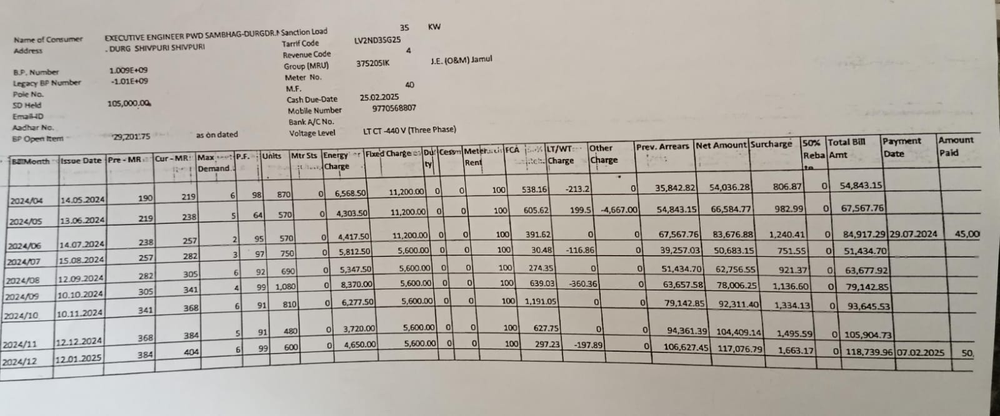 Name of Consumer EXECUTIVE ENGINEER PWD SAMBHAG-DURGDR.M Sanction Load 35 KW
Address . DURG SHIVPURI SHIVPURI Tarrif Code LV2ND3SG25
Revenue Code 4
B.P. Number 1.009E+09 Group (MRU) 375205IK J.E. (O&M) Jamul
Legacy BP Number -1.01E+09 Meter No.
Pole No. M.F. 40
SD Held 105,000.00 Cash Due-Date 25.02.2025
Email-ID Mobile Number 9770568807
Aadhar No. Bank A/C No.
BP Open Item 29,201.75 as on dated Voltage Level LT CT -440 V (Three Phase)
Bill Month Issue Date Pre - MR Cur - MR Max Demand P.F. Units Mtr Sts Energy Charge Fixed Charge Duty Cess Meter Rent FCA LT/WT Charge Other Charge Prev. Arrears Net Amount Surcharge 50% Rebate Total Bill Amt Payment Date Amount Paid
2024/04 14.05.2024 190 219 6 98 870 0 6,568.50 11,200.00 0 0 100 538.16 -213.2 0 35,842.82 54,036.28 806.87 0 54,843.15
2024/05 13.06.2024 219 238 5 64 570 0 4,303.50 11,200.00 0 0 100 605.62 199.5 -4,667.00 54,843.15 66,584.77 982.99 0 67,567.76
2024/06 14.07.2024 238 257 2 95 570 0 4,417.50 11,200.00 0 0 100 391.62 0 0 67,567.76 83,676.88 1,240.41 0 84,917.29 29.07.2024 45,00
2024/07 15.08.2024 257 282 3 97 750 0 5,812.50 5,600.00 0 0 100 30.48 -116.86 0 39,257.03 50,683.15 751.55 0 51,434.70
2024/08 12.09.2024 282 305 6 92 690 0 5,347.50 5,600.00 0 0 100 274.35 0 0 51,434.70 62,756.55 921.37 0 63,677.92
2024/09 10.10.2024 305 341 4 99 1,080 0 8,370.00 5,600.00 0 0 100 639.03 -360.36 0 63,657.58 78,006.25 1,136.60 0 79,142.85
2024/10 10.11.2024 341 368 6 91 810 0 6,277.50 5,600.00 0 0 100 1,191.05 0 0 79,142.85 92,311.40 1,334.13 0 93,645.53
2024/11 12.12.2024 368 384 5 91 480 0 3,720.00 5,600.00 0 0 100 627.75 0 0 94,361.39 104,409.14 1,495.59 0 105,904.73
2024/12 12.01.2025 384 404 6 99 600 0 4,650.00 5,600.00 0 0 100 297.23 -197.89 0 106,627.45 117,076.79 1,663.17 0 118,739.96 07.02.2025 50,